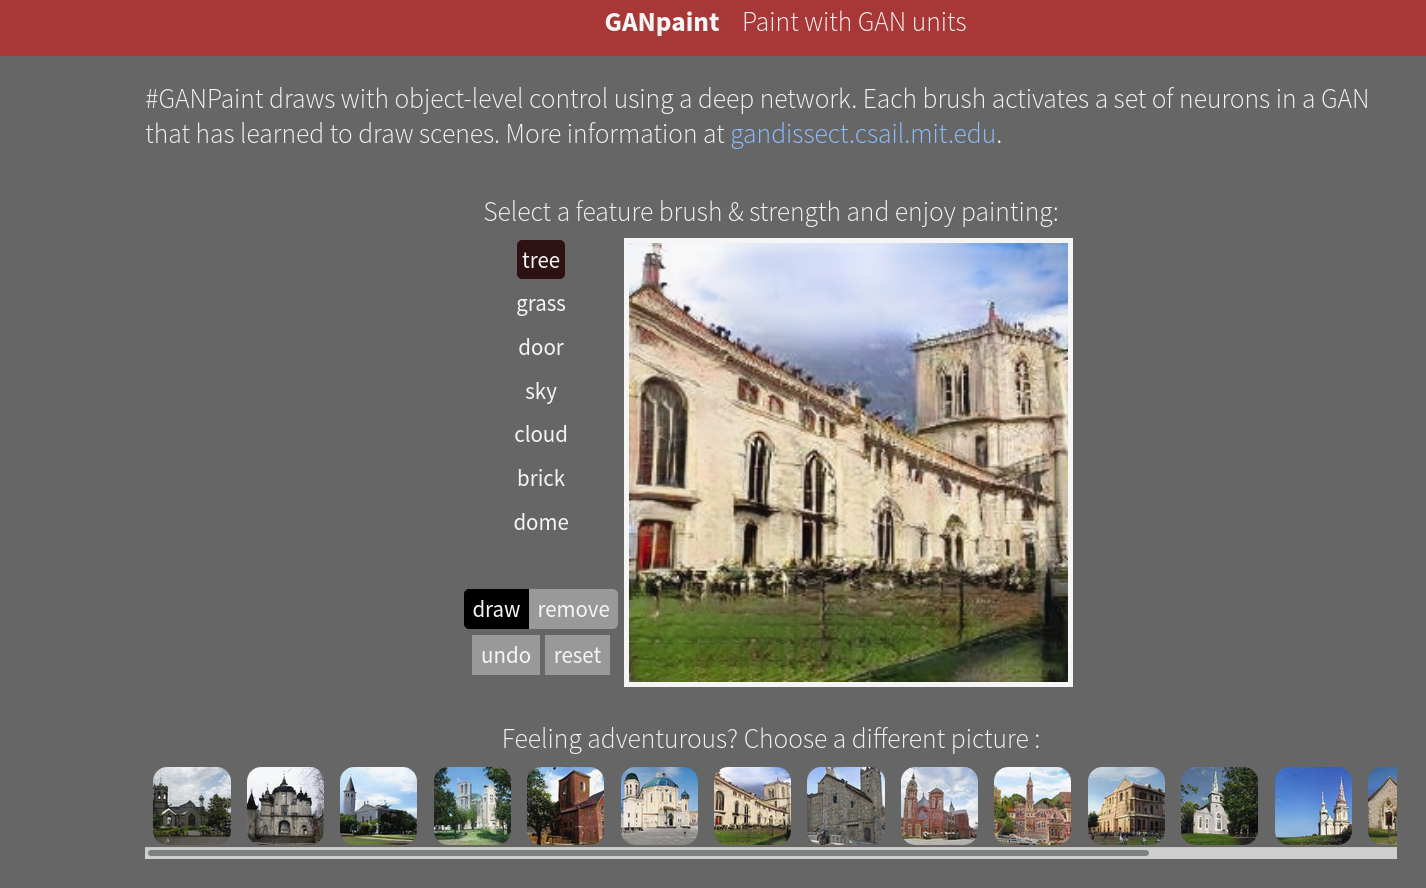 GANpaint Paint with GAN units
#GANPaint draws with object-level control using a deep network. Each brush activates a set of neurons in a GAN
that has learned to draw scenes. More information at gandissect.csail.mit.edu.
Select a feature brush & strength and enjoy painting:
tree
grass
door
sky
cloud
brick
dome
draw remove
undo reset
Feeling adventurous? Choose a different picture :